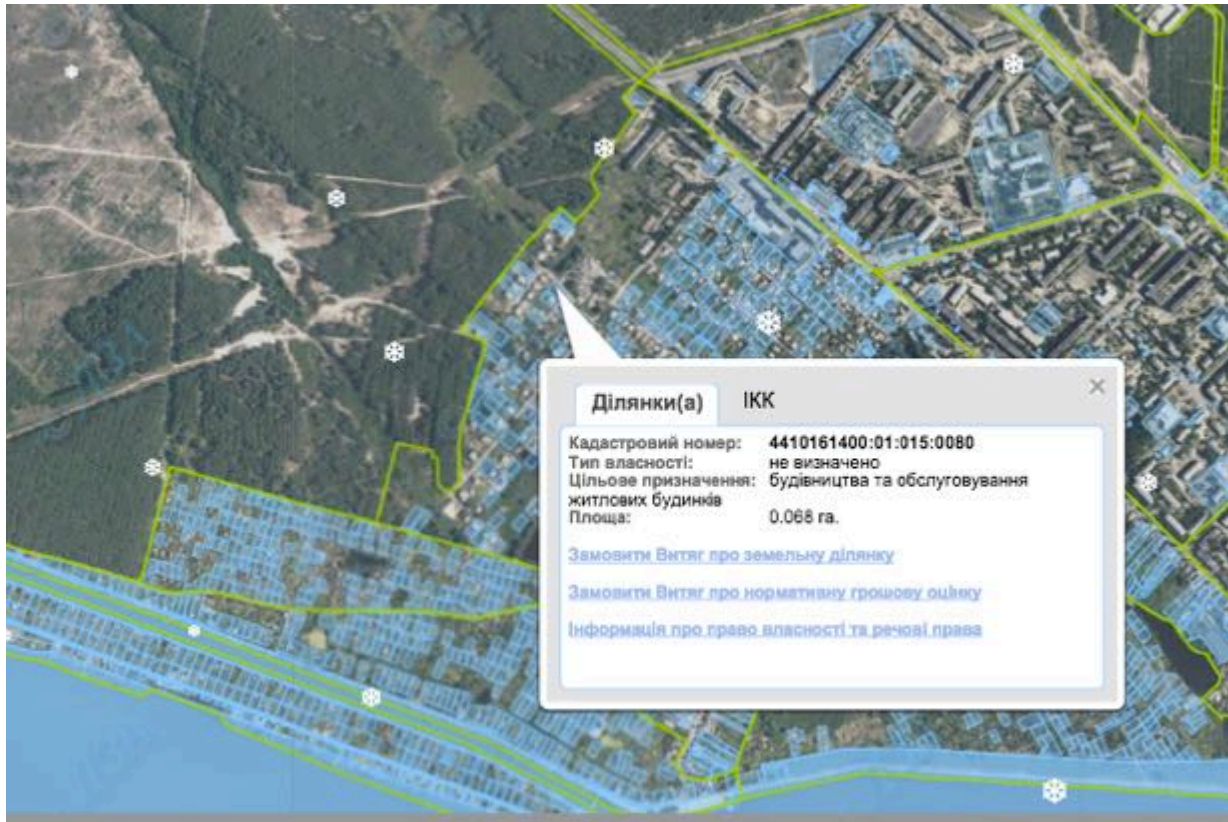 Ділянки(а) ІКК
Кадастровий номер: 4410161400:01:015:0080
Тип власності: не визначено
Цільове призначення: будівництва та обслуговування
житлових будинків
Площа: 0.068 га.
Замовити Витяг про земельну ділянку
Замовити Витяг про нормативну грошову оцінку
Інформація про право власності та речові права